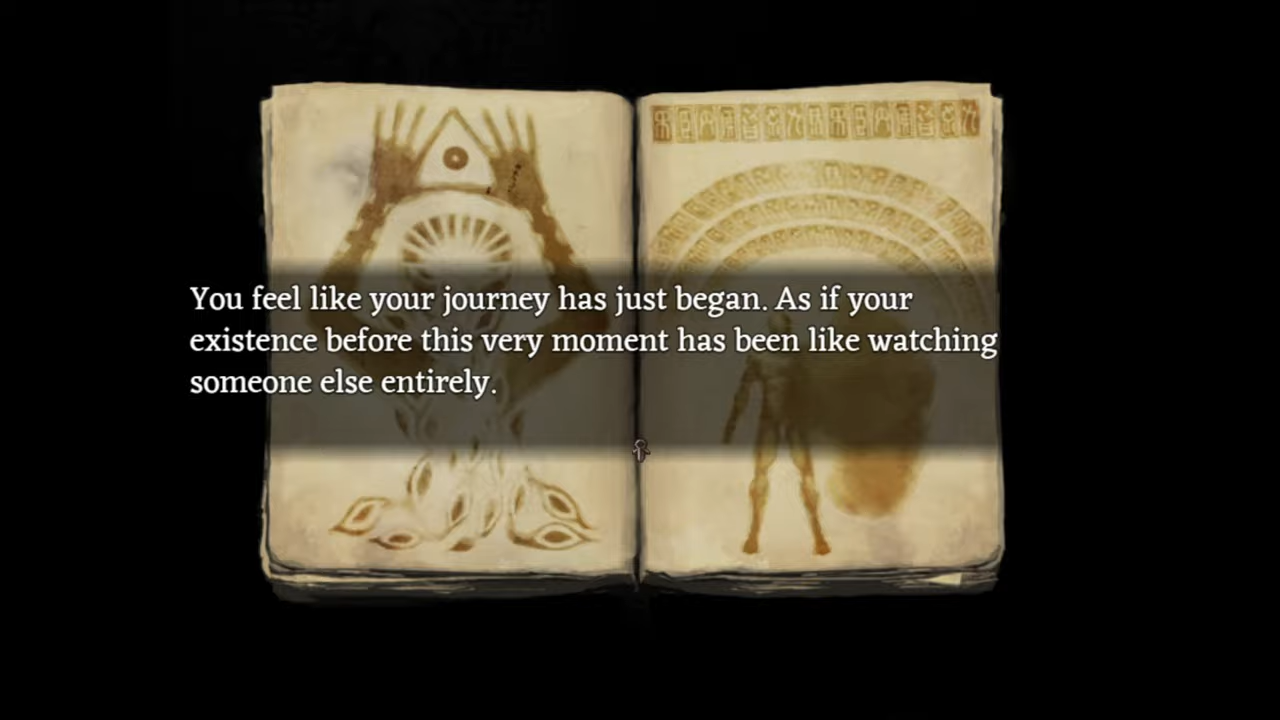 You feel like your journey has just began. As if your
existence before this very moment has been like watching
someone else entirely.